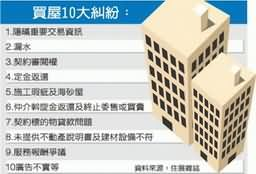 買屋10大糾紛：
1.隱瞞重要交易資訊
2.漏水
3.契約審閱權
4.定金返還
5.施工瑕疵及海砂屋
6.仲介斡旋金返還及終止委售或買賣
7.契約標的物貸款問題
8.未提供不動產說明書及建材設備不符
9.服務報酬爭議
10廣告不實等
資料來源：住展雜誌